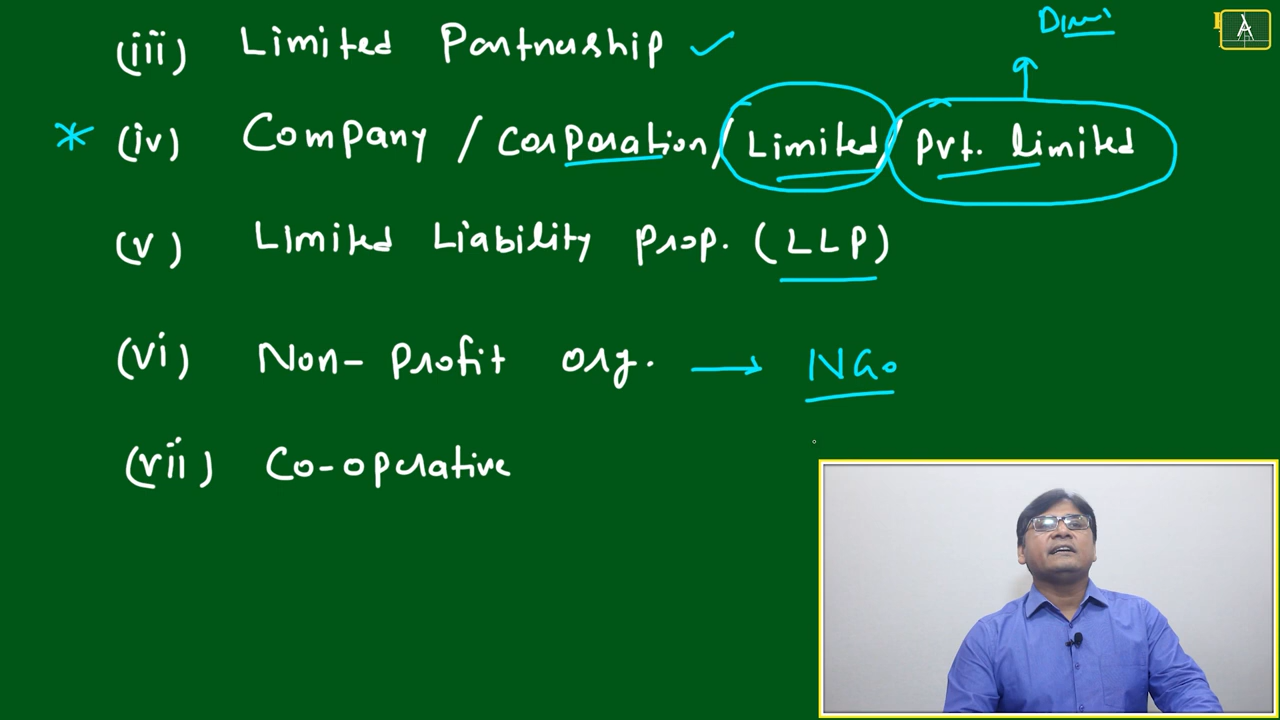 (iii) Limited Partnership ✓
* (iv) Company / Corporation / Limited / Pvt. limited
(v) Limited Liability Prop. (LLP)
(vi) Non-Profit Org. → NGO
(vii) Co-operative